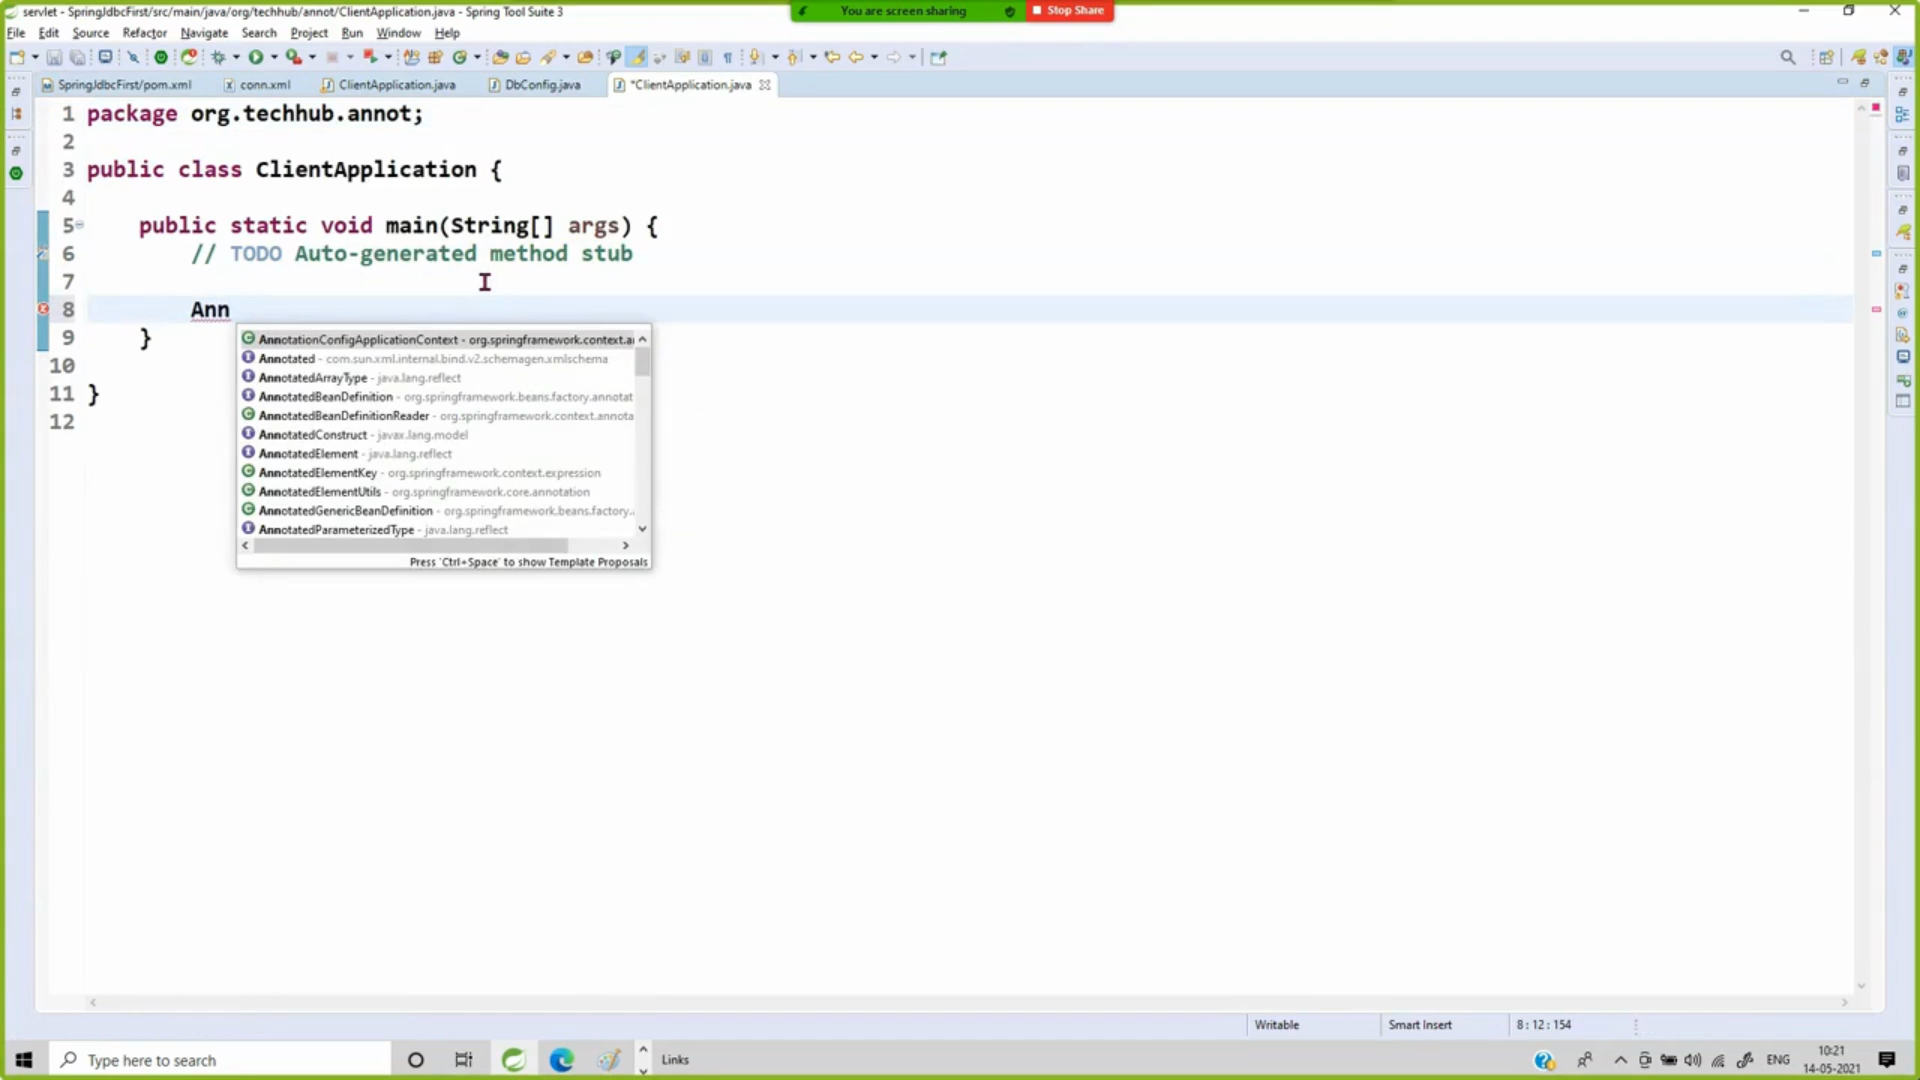 servlet - SpringJdbcFirst/src/main/java/org/techhub/annot/ClientApplication.java - Spring Tool Suite 3
You are screen sharing
Stop Share
File Edit Source Refactor Navigate Search Project Run Window Help
SpringJdbcFirst/pom.xml
conn.xml
ClientApplication.java
DbConfig.java
*ClientApplication.java
1 package org.techhub.annot;
2
3 public class ClientApplication {
4
5 public static void main(String[] args) {
6 // TODO Auto-generated method stub
7
8 Ann
9 }
10
11 }
12
AnnotationConfigApplicationContext - org.springframework.context.a
Annotated - com.sun.xml.internal.bind.v2.schemagen.xmlschema
AnnotatedArrayType - java.lang.reflect
AnnotatedBeanDefinition - org.springframework.beans.factory.annotat
AnnotatedBeanDefinitionReader - org.springframework.context.annota
AnnotatedConstruct - javax.lang.model
AnnotatedElement - java.lang.reflect
AnnotatedElementKey - org.springframework.context.expression
AnnotatedElementUtils - org.springframework.core.annotation
AnnotatedGenericBeanDefinition - org.springframework.beans.factory.
AnnotatedParameterizedType - java.lang.reflect
Press 'Ctrl+Space' to show Template Proposals
Writable
Smart Insert
8 : 12 : 154
Type here to search
Links
ENG
10:21
14-05-2021